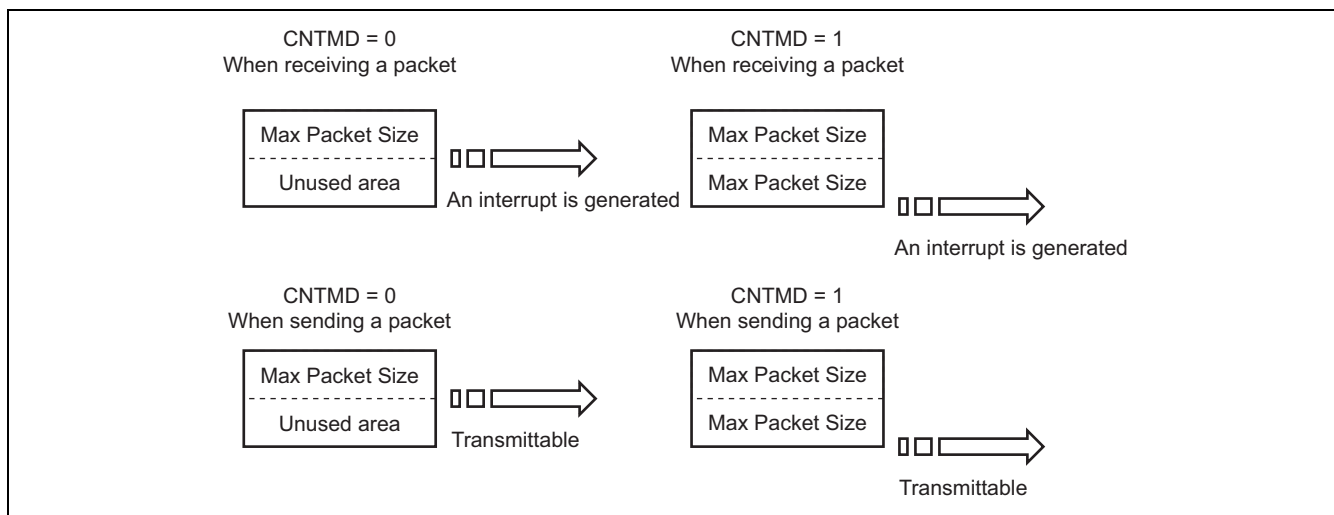 CNTMD = 0
When receiving a packet
Max Packet Size
Unused area
An interrupt is generated
CNTMD = 1
When receiving a packet
Max Packet Size
Max Packet Size
An interrupt is generated
CNTMD = 0
When sending a packet
Max Packet Size
Unused area
Transmittable
CNTMD = 1
When sending a packet
Max Packet Size
Max Packet Size
Transmittable